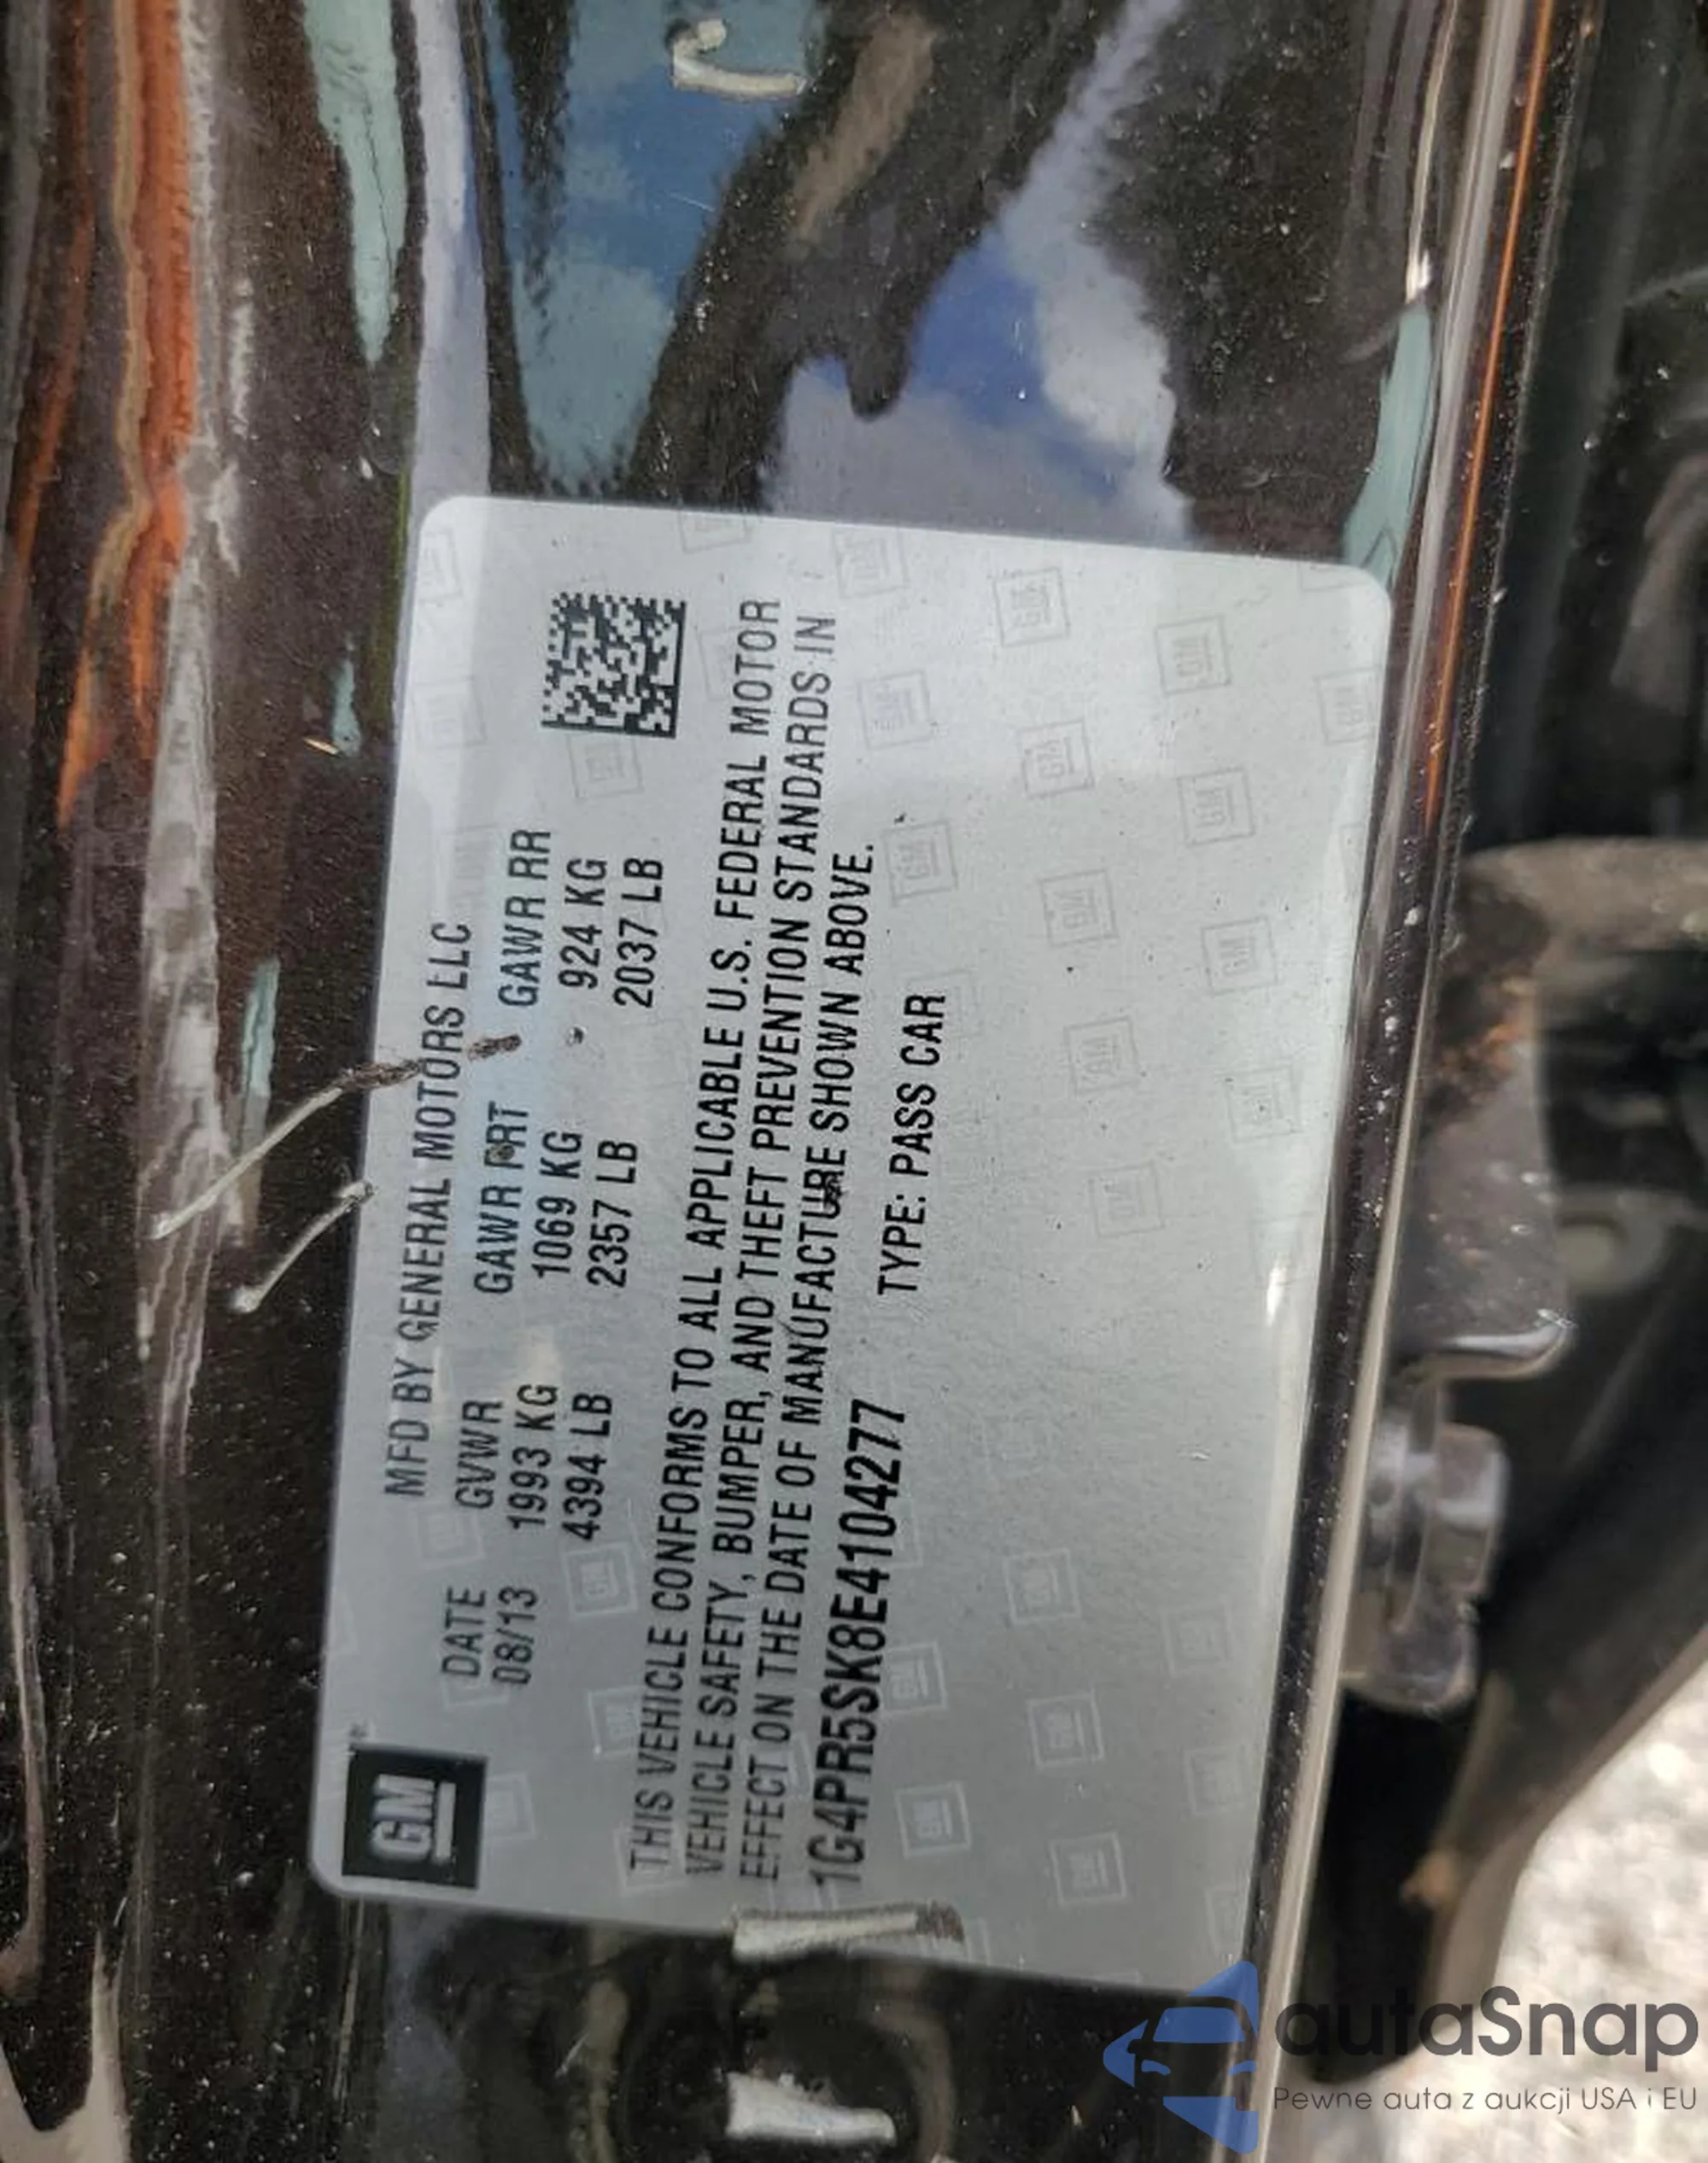 GM
MFD BY GENERAL MOTORS LLC
DATE GVWR GAWR FRT GAWR RR
08/13 1993 KG 1069 KG 924 KG
4394 LB 2357 LB 2037 LB
THIS VEHICLE CONFORMS TO ALL APPLICABLE U.S. FEDERAL MOTOR
VEHICLE SAFETY, BUMPER, AND THEFT PREVENTION STANDARDS IN
EFFECT ON THE DATE OF MANUFACTURE SHOWN ABOVE.
1G4PR5SK8E4104277 TYPE: PASS CAR
autaSnap
Pewne auta z aukcji USA i EU